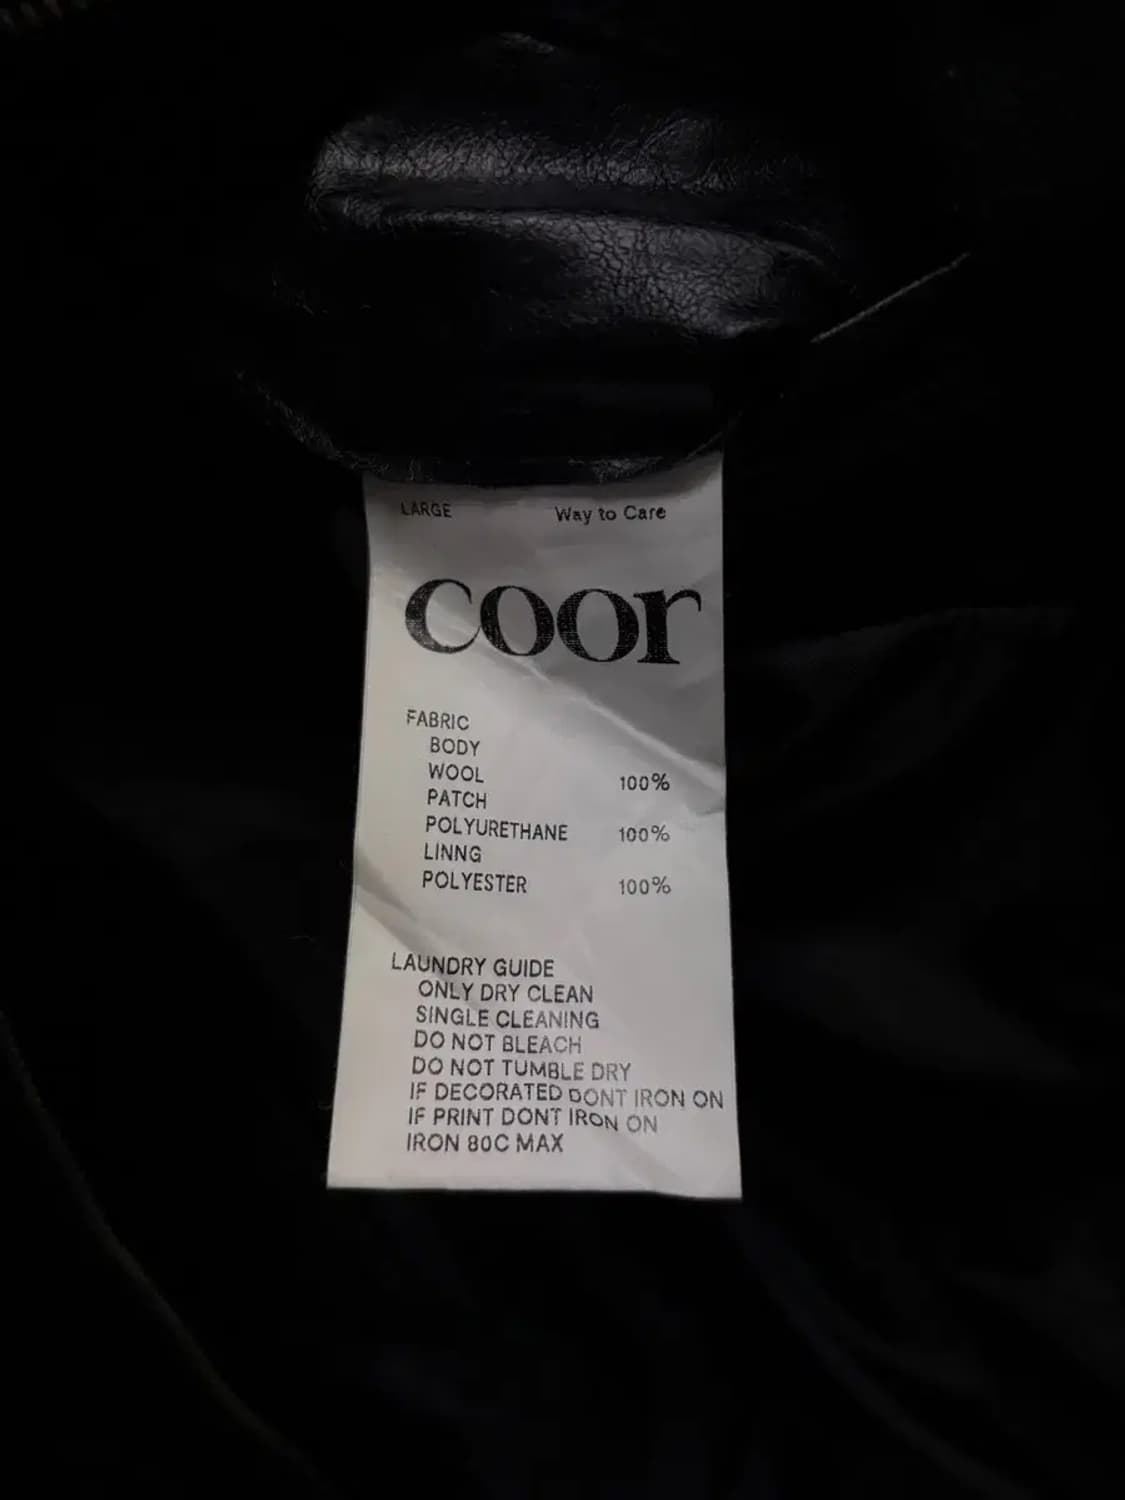 LARGE Way to Care
coor
FABRIC
BODY
WOOL 100%
PATCH
POLYURETHANE 100%
LINNG
POLYESTER 100%
LAUNDRY GUIDE
ONLY DRY CLEAN
SINGLE CLEANING
DO NOT BLEACH
DO NOT TUMBLE DRY
IF DECORATED DONT IRON ON
IF PRINT DONT IRON ON
IRON 80C MAX